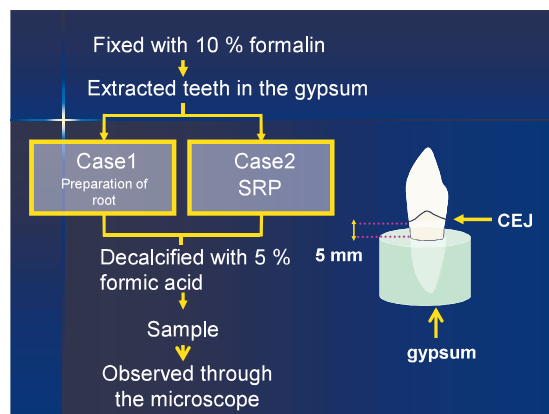 Fixed with 10 % formalin
Extracted teeth in the gypsum
Case1
Preparation of
root
Case2
SRP
Decalcified with 5 %
formic acid
Sample
Observed through
the microscope
CEJ
5 mm
gypsum